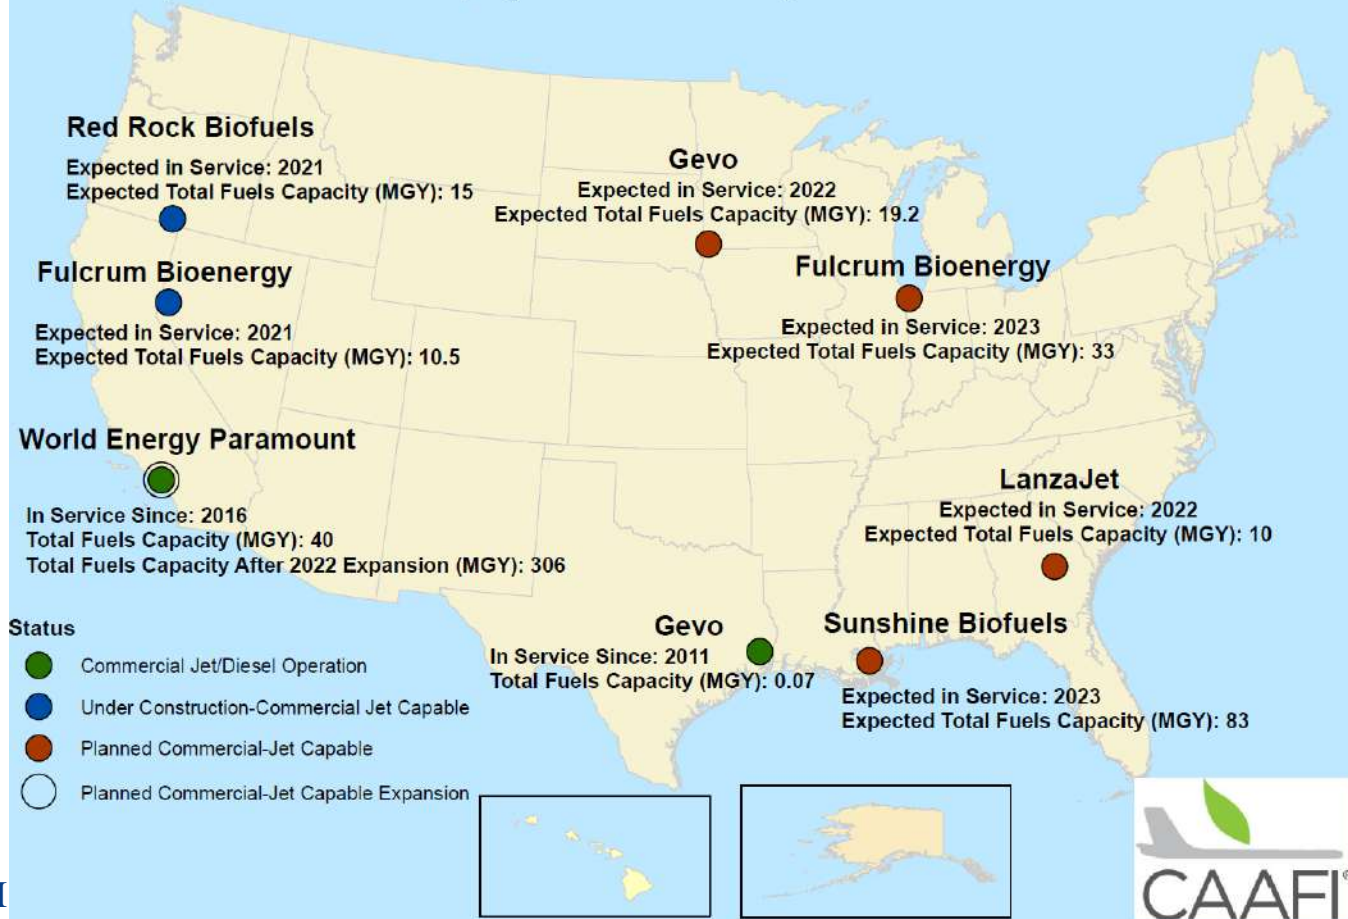 Red Rock Biofuels
Expected in Service: 2021
Expected Total Fuels Capacity (MGY): 15
Gevo
Expected in Service: 2022
Expected Total Fuels Capacity (MGY): 19.2
Fulcrum Bioenergy
Expected in Service: 2021
Expected Total Fuels Capacity (MGY): 10.5
Fulcrum Bioenergy
Expected in Service: 2023
Expected Total Fuels Capacity (MGY): 33
World Energy Paramount
In Service Since: 2016
Total Fuels Capacity (MGY): 40
Total Fuels Capacity After 2022 Expansion (MGY): 306
LanzaJet
Expected in Service: 2022
Expected Total Fuels Capacity (MGY): 10
Gevo
In Service Since: 2011
Total Fuels Capacity (MGY): 0.07
Sunshine Biofuels
Expected in Service: 2023
Expected Total Fuels Capacity (MGY): 83
Status
Commercial Jet/Diesel Operation
Under Construction-Commercial Jet Capable
Planned Commercial-Jet Capable
Planned Commercial-Jet Capable Expansion
CAAFI®